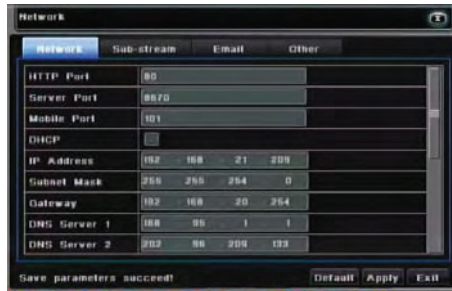 Network
Network Sub-stream Email Other
HTTP Port 80
Server Port 8670
Mobile Port 101
DHCP
IP Address 192 168 21 209
Subnet Mask 255 255 254 0
Gateway 192 168 20 254
DNS Server 1 168 95 1 1
DNS Server 2 202 96 209 133
Save parameters succeed! Default Apply Exit